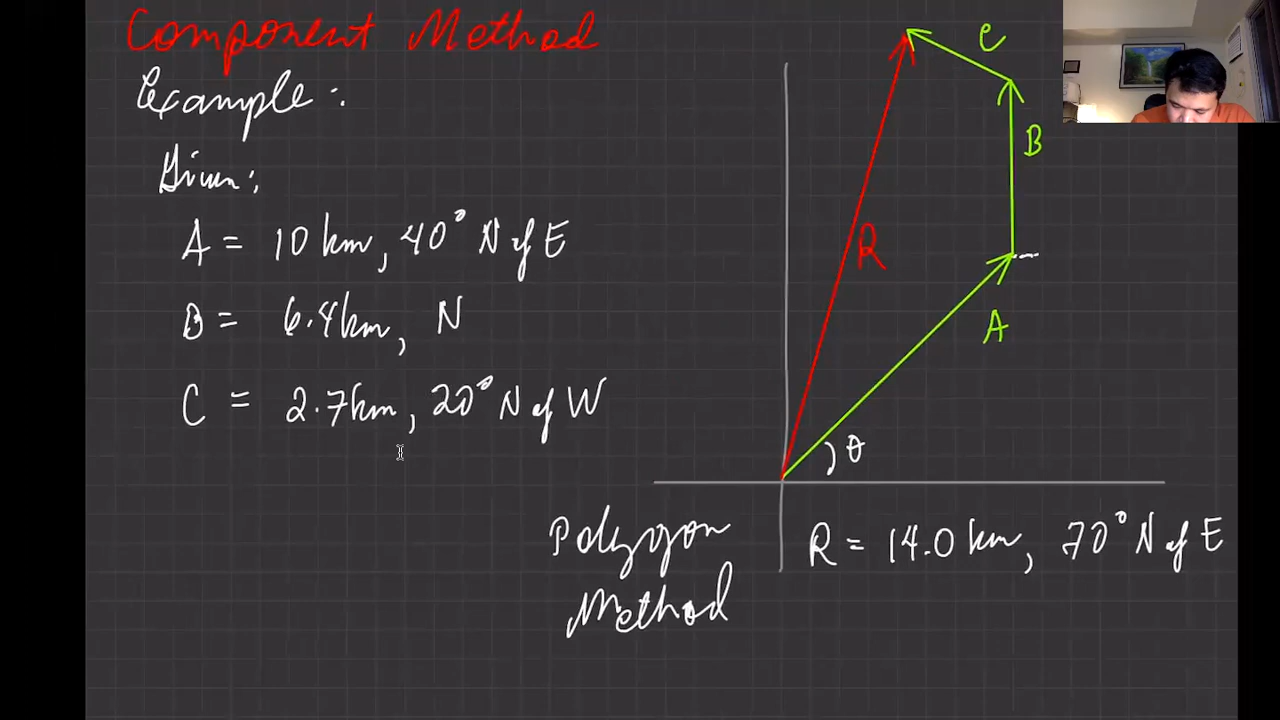 Component Method
Example:
Given:
A = 10 km, 40° N of E
B = 6.4 km, N
C = 2.7 km, 20° N of W
C
B
R
A
θ
Polygon
Method
R = 14.0 km, 70° N of E